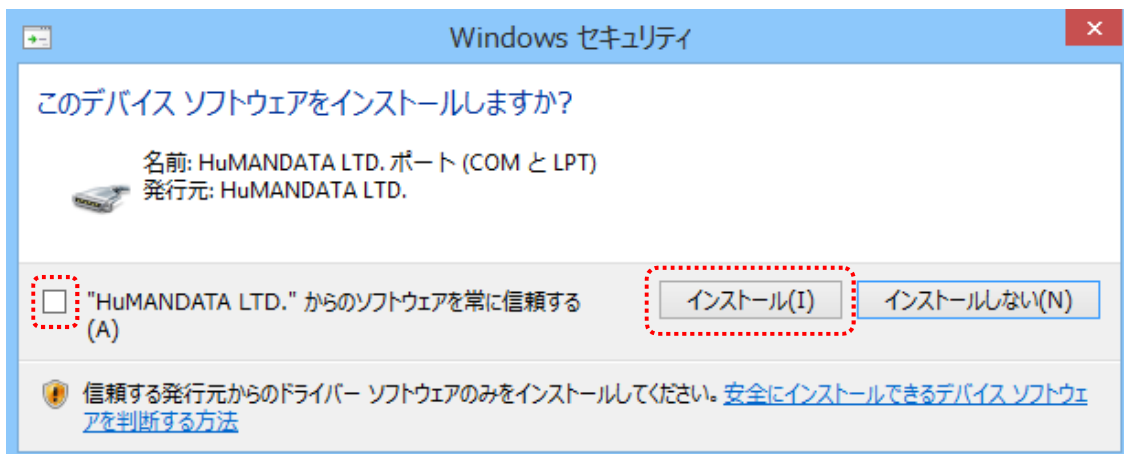 Windows セキュリティ
このデバイス ソフトウェアをインストールしますか?
名前: HuMANDATA LTD. ポート (COM と LPT)
発行元: HuMANDATA LTD.
"HuMANDATA LTD." からのソフトウェアを常に信頼する
(A)
インストール(I)
インストールしない(N)
信頼する発行元からのドライバー ソフトウェアのみをインストールしてください。安全にインストールできるデバイス ソフトウェ
アを判断する方法